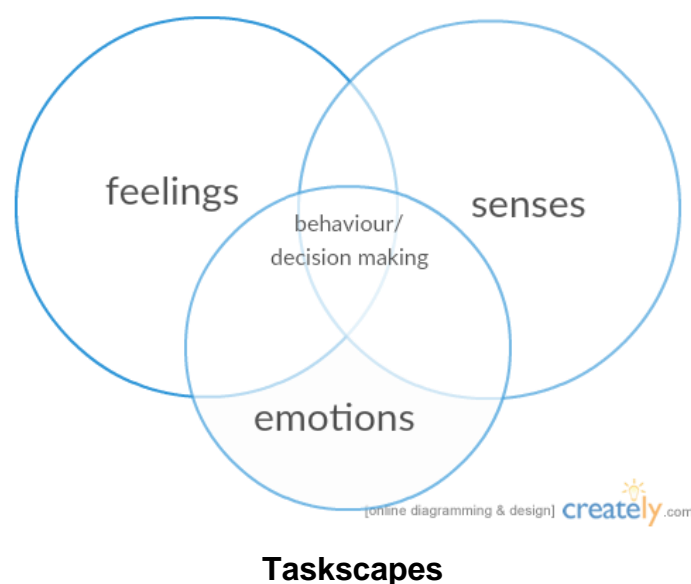 feelings
senses
behaviour/
decision making
emotions
[online diagramming & design] creately.com
Taskscapes